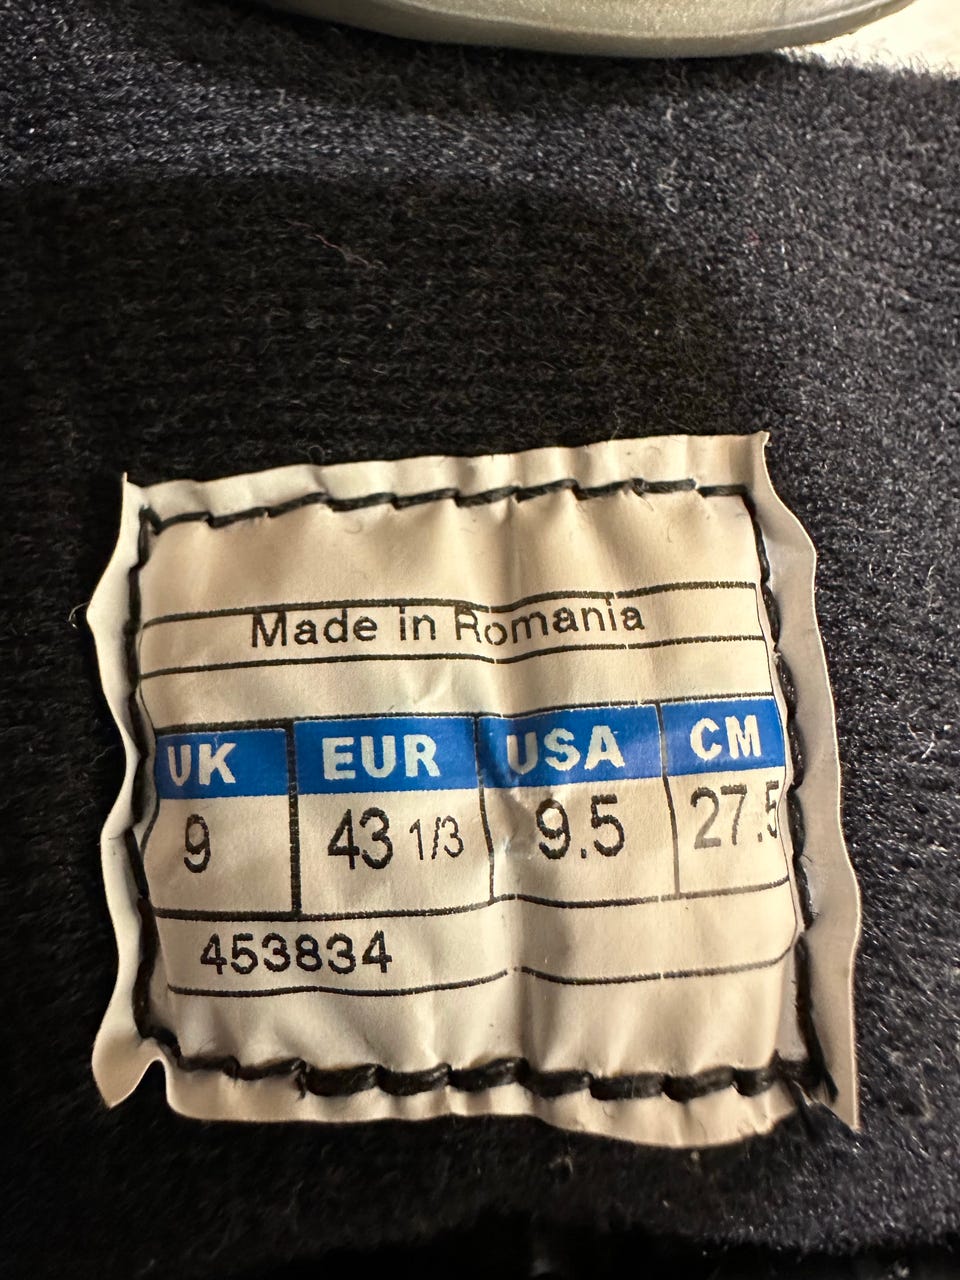 Made in Romania
UK EUR USA CM
9 43 1/3 9.5 27.5
453834